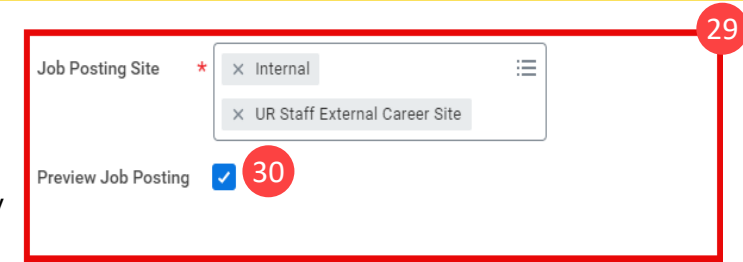 29
Job Posting Site * × Internal
× UR Staff External Career Site
Preview Job Posting 30